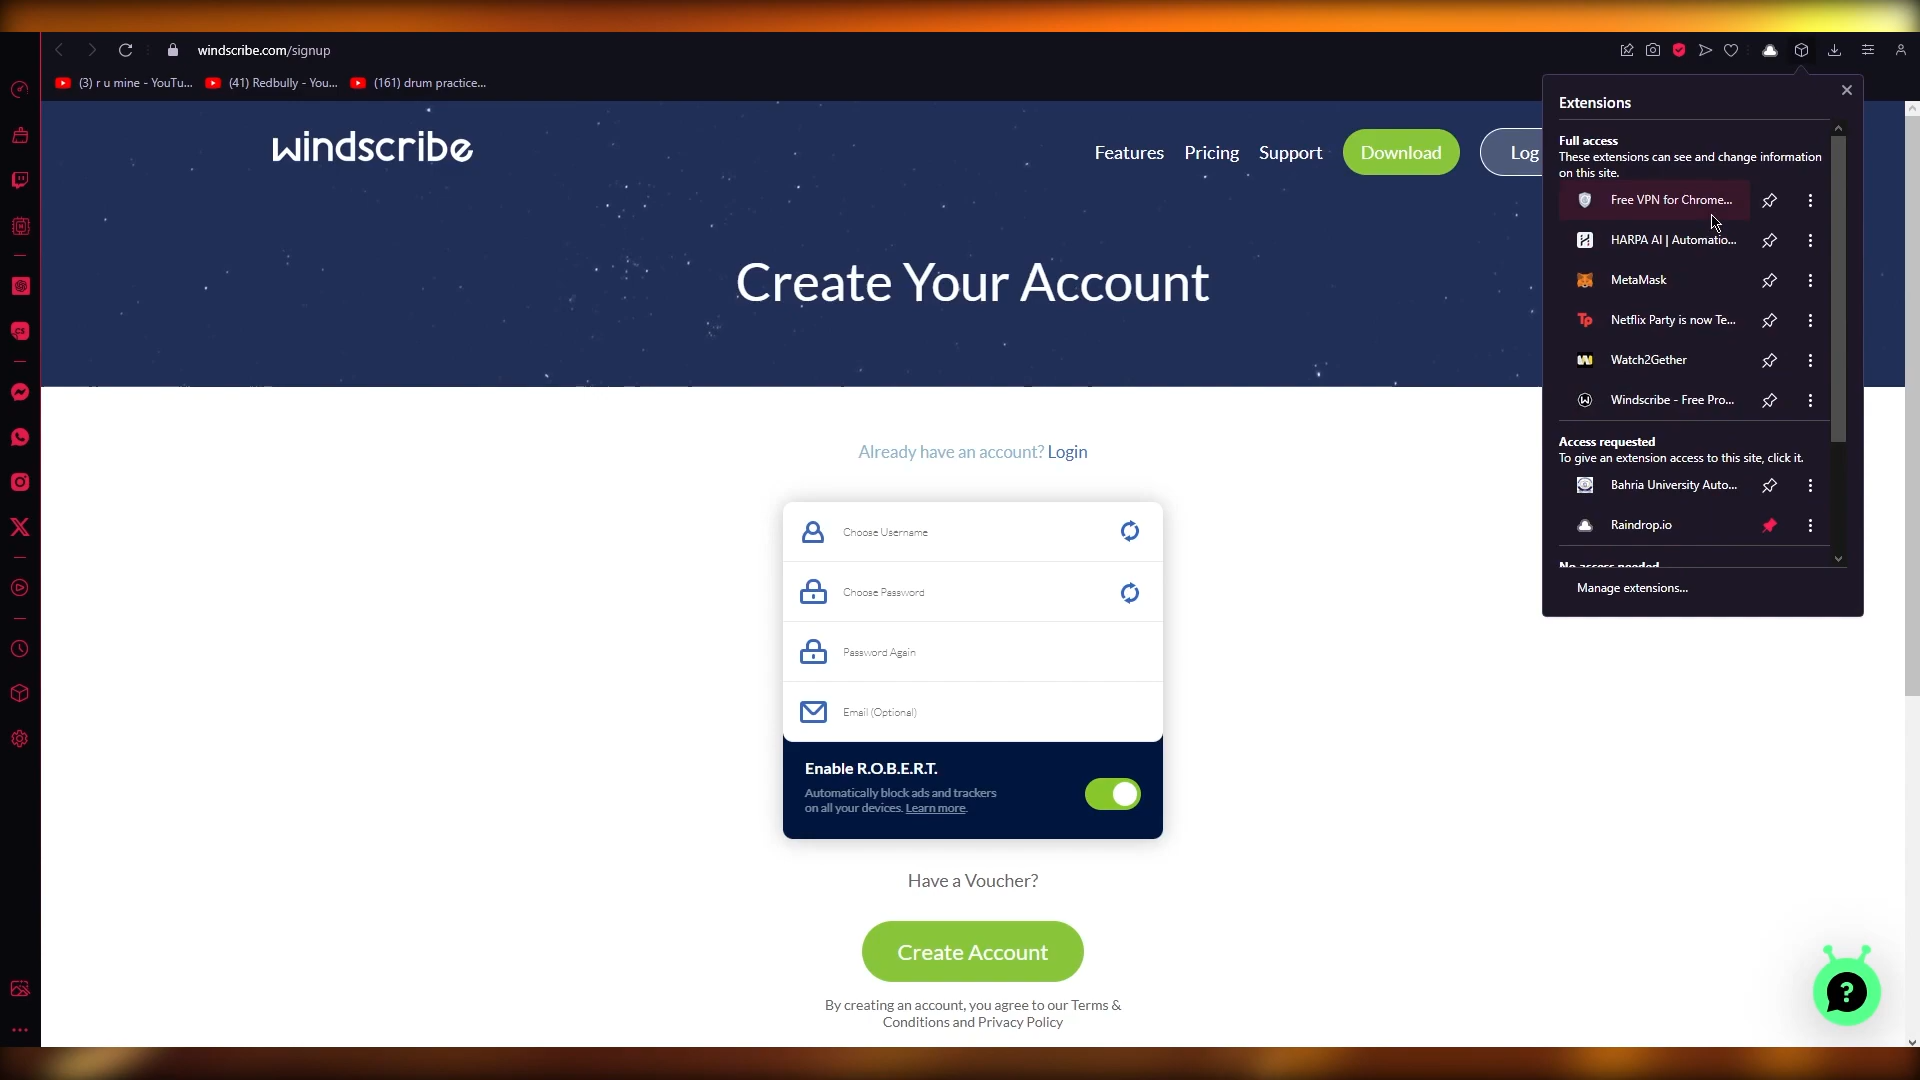 windscribe.com/signup
(3) r u mine - YouTu...
(41) Redbully - You...
(161) drum practice...
windscribe
Features
Pricing
Support
Download
Log
Create Your Account
Already have an account? Login
Choose Username
Choose Password
Password Again
Email (Optional)
Enable R.O.B.E.R.T.
Automatically block ads and trackers
on all your devices. Learn more.
Have a Voucher?
Create Account
By creating an account, you agree to our Terms &
Conditions and Privacy Policy
Extensions
Full access
These extensions can see and change information
on this site.
Free VPN for Chrome...
HARPA AI | Automatio...
MetaMask
Netflix Party is now Te...
Watch2Gether
Windscribe - Free Pro...
Access requested
To give an extension access to this site, click it.
Bahria University Auto...
Raindrop.io
No access needed
Manage extensions...